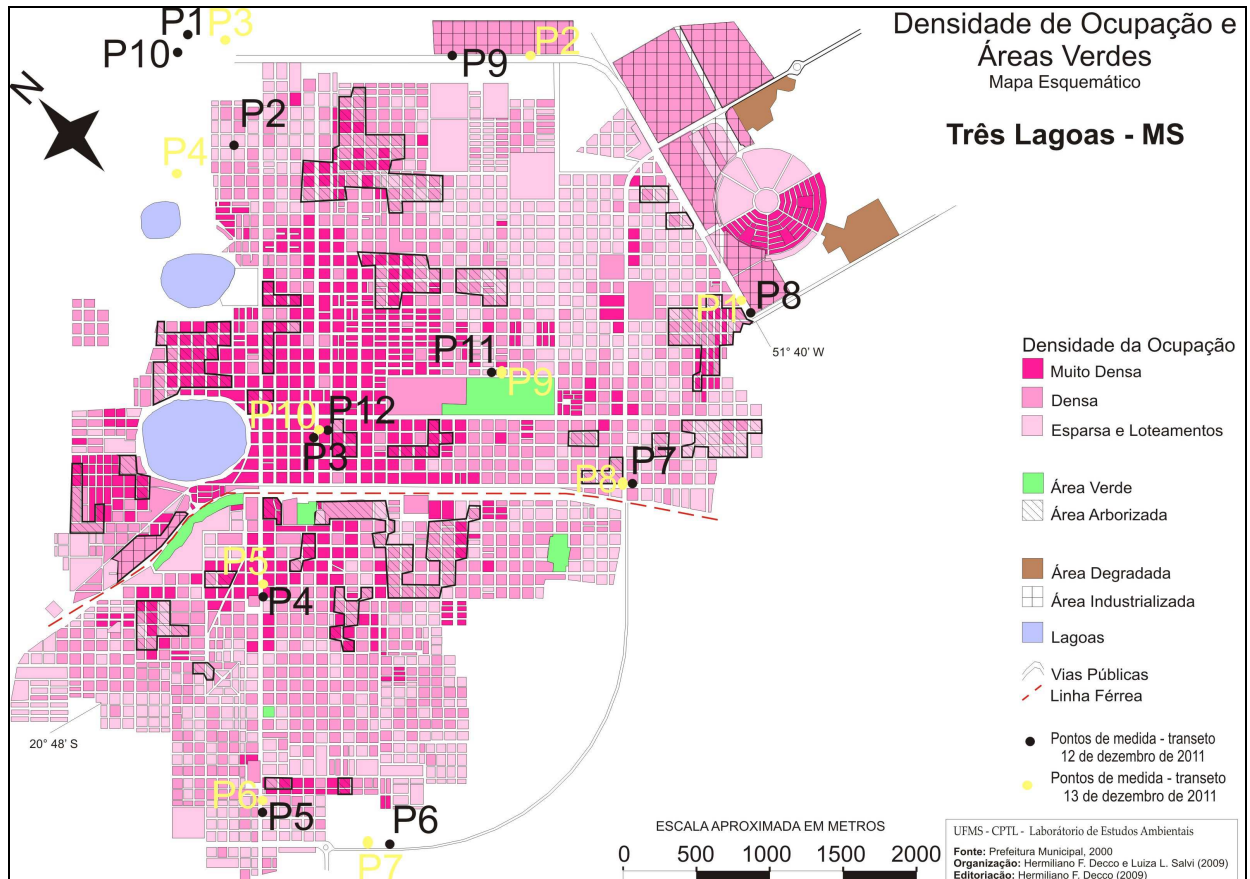 Densidade de Ocupação e
Áreas Verdes
Mapa Esquemático
Três Lagoas - MS
N
P1
P3
P10
P9
P2
P2
P4
P1
P8
51° 40' W
P11
P9
P10
P12
P3
P8
P7
P5
P4
20° 48' S
P6
P5
P6
P7
Densidade da Ocupação
Muito Densa
Densa
Esparsa e Loteamentos
Área Verde
Área Arborizada
Área Degradada
Área Industrializada
Lagoas
Vias Públicas
Linha Férrea
Pontos de medida - transeto
12 de dezembro de 2011
Pontos de medida - transeto
13 de dezembro de 2011
ESCALA APROXIMADA EM METROS
0 500 1000 1500 2000
UFMS - CPTL - Laboratório de Estudos Ambientais
Fonte: Prefeitura Municipal, 2000
Organização: Hermiliano F. Decco e Luiza L. Salvi (2009)
Editoriação: Hermiliano F. Decco (2009)